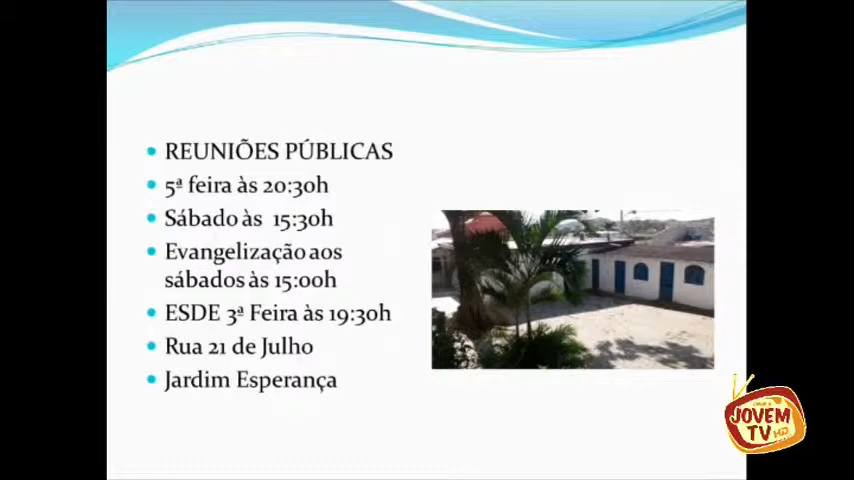 REUNIÕES PÚBLICAS
5ª feira às 20:30h
Sábado às 15:30h
Evangelização aos
sábados às 15:00h
ESDE 3ª Feira às 19:30h
Rua 21 de Julho
Jardim Esperança
JOVEM
TV HD